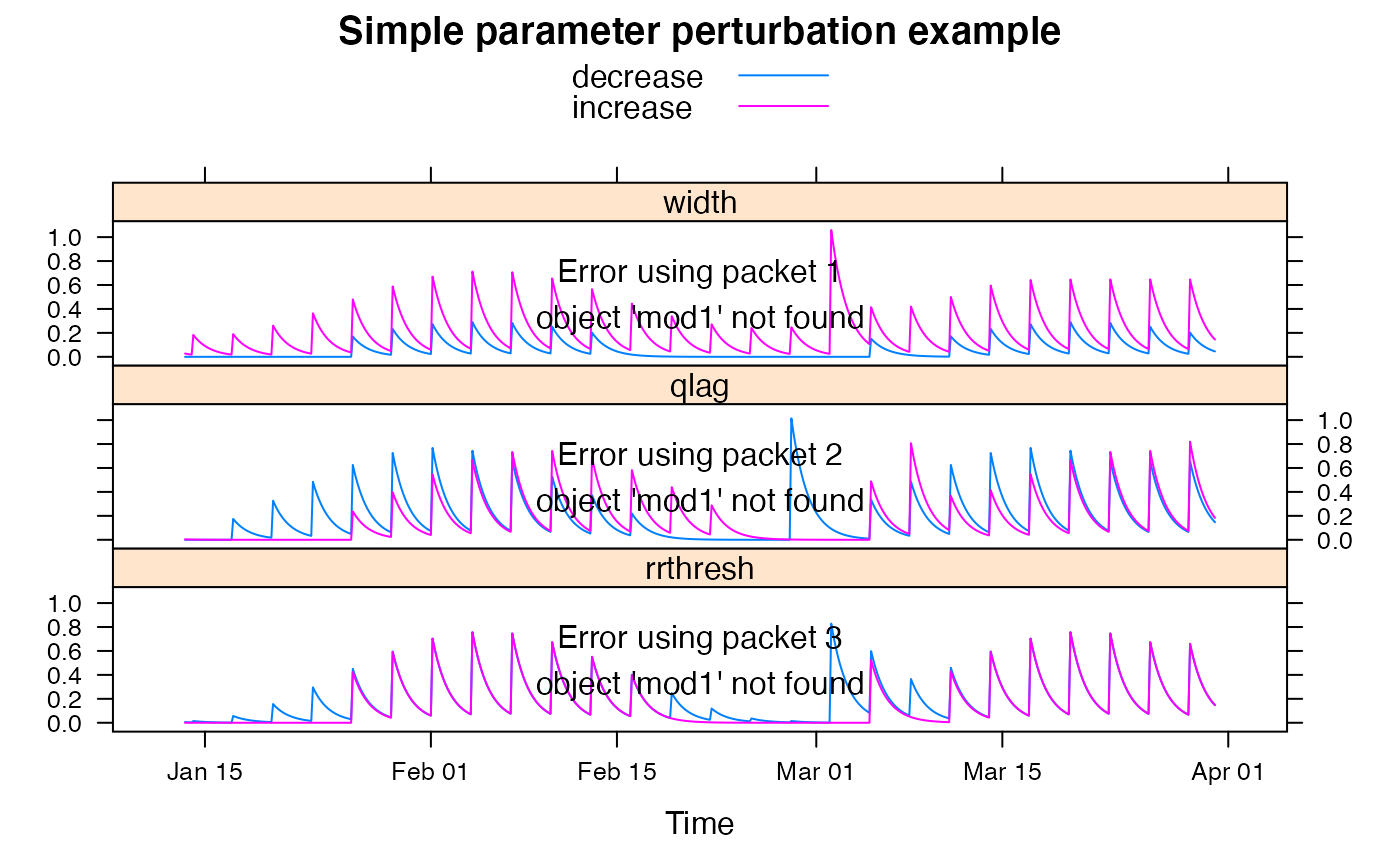 Simple parameter perturbation example
decrease
increase
width
1.0
0.8
0.6
0.4
0.2
0.0
Error using packet 1
object 'mod1' not found
qlag
Error using packet 2
object 'mod1' not found
1.0
0.8
0.6
0.4
0.2
0.0
rrthresh
1.0
0.8
0.6
0.4
0.2
0.0
Error using packet 3
object 'mod1' not found
Jan 15 Feb 01 Feb 15 Mar 01 Mar 15 Apr 01
Time